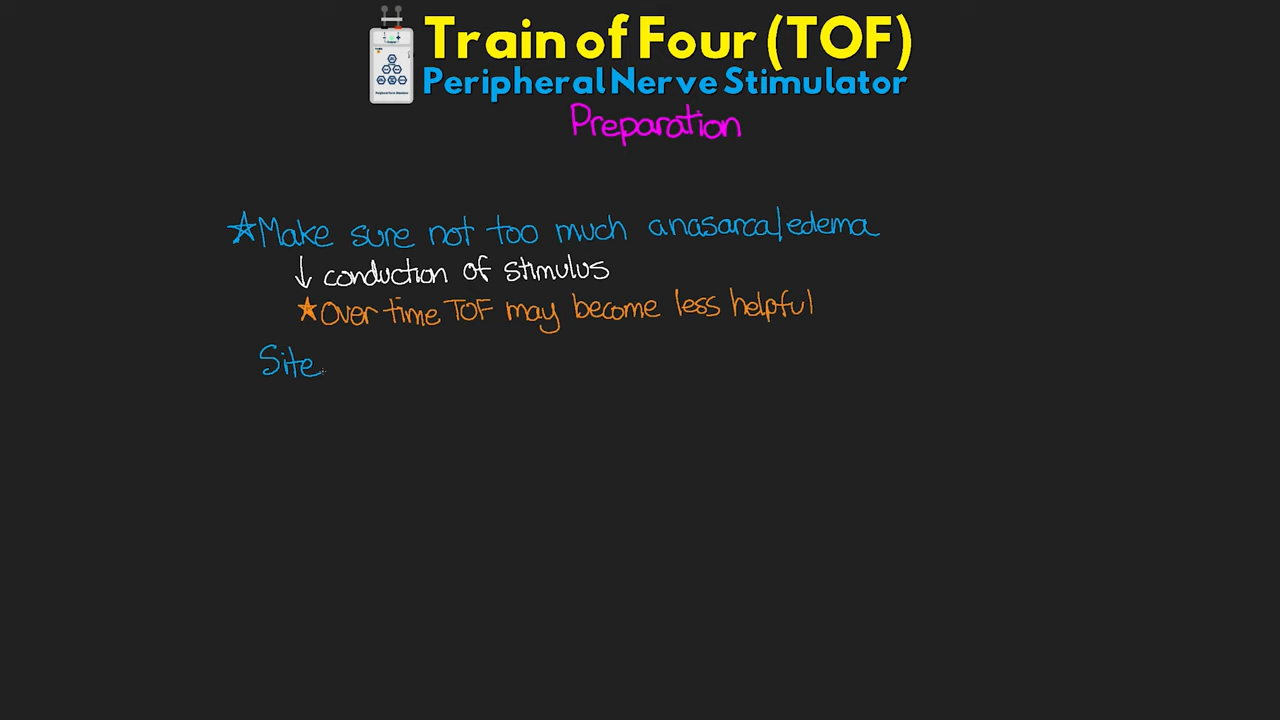 Train of Four (TOF)
Peripheral Nerve Stimulator
Preparation
☆Make sure not too much anasarca/edema
↓ conduction of stimulus
☆Over time TOF may become less helpful
Site